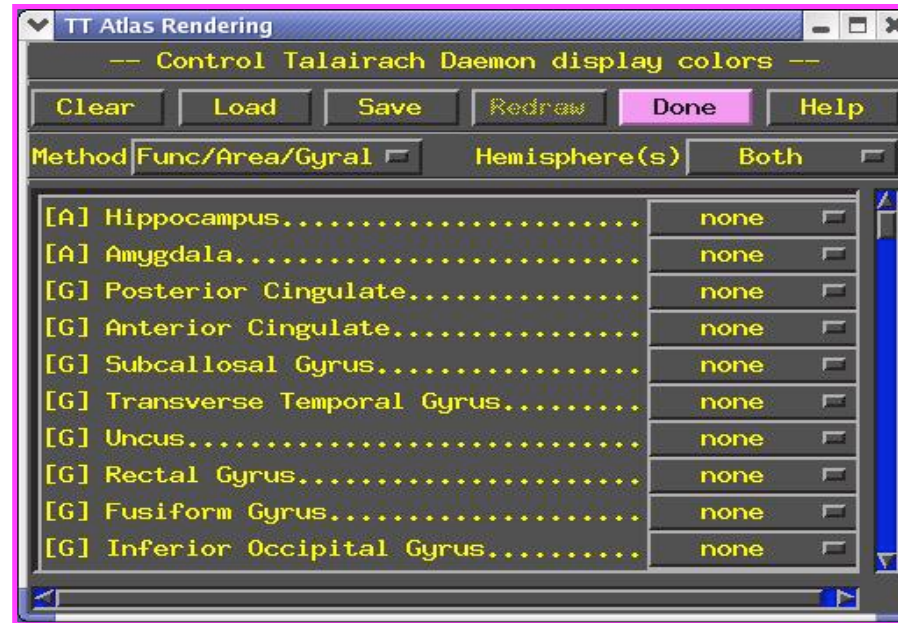 TT Atlas Rendering
-- Control Talairach Daemon display colors --
Clear Load Save Redraw Done Help
Method Func/Area/Gyral Hemisphere(s) Both
[A] Hippocampus......................... none
[A] Amygdala............................ none
[G] Posterior Cingulate................. none
[G] Anterior Cingulate.................. none
[G] Subcallosal Gyrus................... none
[G] Transverse Temporal Gyrus........... none
[G] Uncus............................... none
[G] Rectal Gyrus........................ none
[G] Fusiform Gyrus...................... none
[G] Inferior Occipital Gyrus............ none